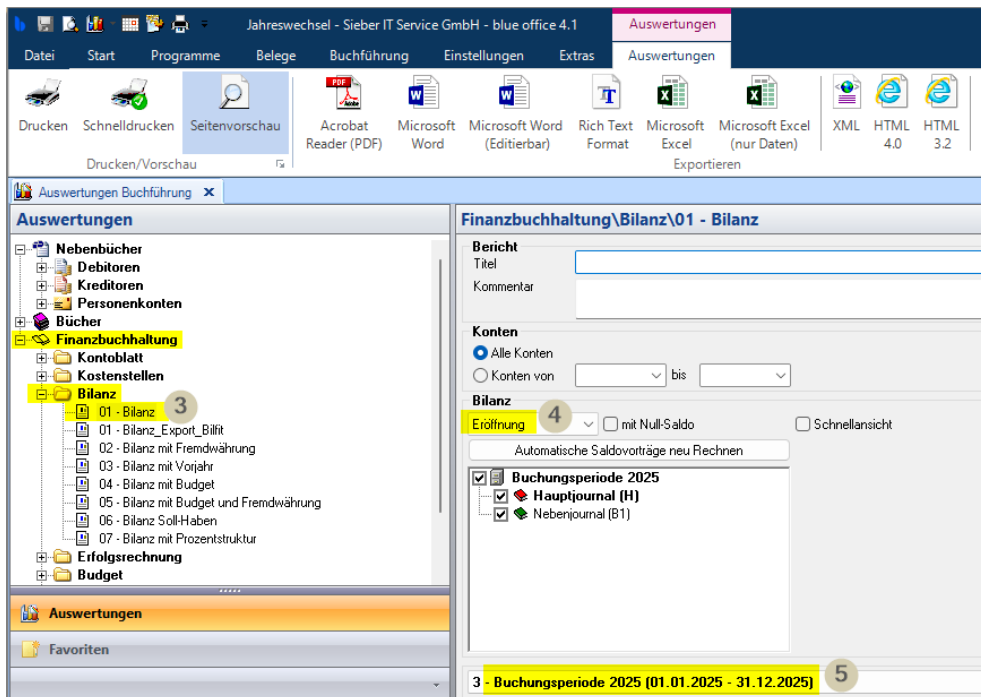 Jahreswechsel - Sieber IT Service GmbH - blue office 4.1
Auswertungen
Datei Start Programme Belege Buchführung Einstellungen Extras Auswertungen
Drucken Schnelldrucken Seitenvorschau Acrobat Reader (PDF) Microsoft Word Microsoft Word (Editierbar) Rich Text Format Microsoft Excel Microsoft Excel (nur Daten) XML HTML 4.0 HTML 3.2
Drucken/Vorschau Exportieren
Auswertungen Buchführung X
Auswertungen
Nebenbücher
Debitoren
Kreditoren
Personenkonten
Bücher
Finanzbuchhaltung
Kontoblatt
Kostenstellen
Bilanz
01 - Bilanz 3
01 - Bilanz_Export_Bilfit
02 - Bilanz mit Fremdwährung
03 - Bilanz mit Vorjahr
04 - Bilanz mit Budget
05 - Bilanz mit Budget und Fremdwährung
06 - Bilanz Soll-Haben
07 - Bilanz mit Prozentstruktur
Erfolgsrechnung
Budget
Auswertungen
Favoriten
Finanzbuchhaltung\Bilanz\01 - Bilanz
Bericht
Titel
Kommentar
Konten
Alle Konten
Konten von bis
Bilanz
Eröffnung 4 mit Null-Saldo Schnellansicht
Automatische Saldovorträge neu Rechnen
Buchungsperiode 2025
Hauptjournal (H)
Nebenjournal (B1)
3 - Buchungsperiode 2025 (01.01.2025 - 31.12.2025) 5